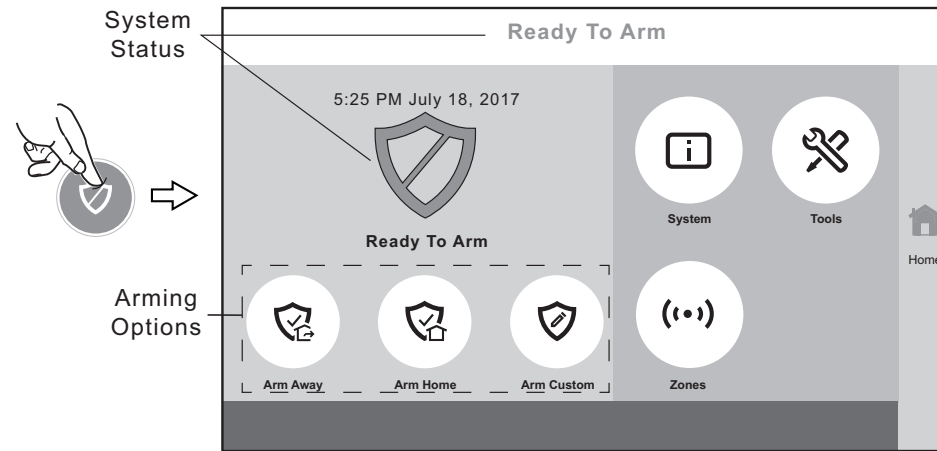 System
Status
Ready To Arm
5:25 PM July 18, 2017
Ready To Arm
System
Tools
Home
Arming
Options
Arm Away
Arm Home
Arm Custom
Zones